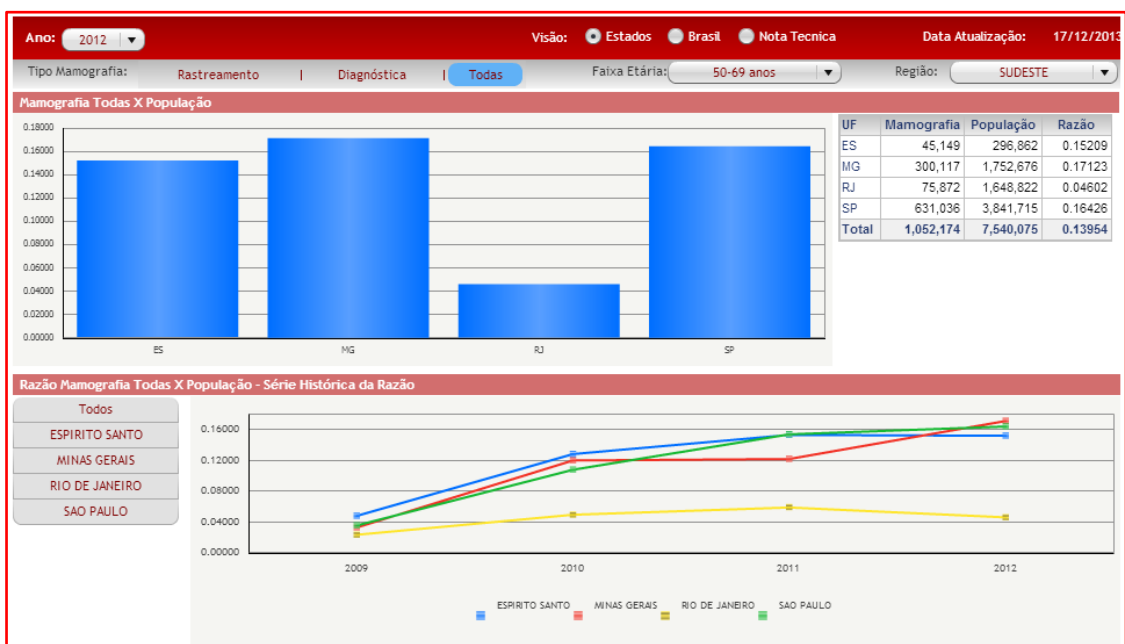 Ano: 2012 Visão: Estados Brasil Nota Tecnica Data Atualização: 17/12/2013
Tipo Mamografia: Rastreamento | Diagnóstica | Todas Faixa Etária: 50-69 anos Região: SUDESTE
Mamografia Todas X População
0.18000
0.16000
0.14000
0.12000
0.10000
0.08000
0.06000
0.04000
0.02000
0.00000
ES MG RJ SP
UF Mamografia População Razão
ES 45,149 296,862 0.15209
MG 300,117 1,752,676 0.17123
RJ 75,872 1,648,822 0.04602
SP 631,036 3,841,715 0.16426
Total 1,052,174 7,540,075 0.13954
Razão Mamografia Todas X População - Série Histórica da Razão
Todos
ESPIRITO SANTO
MINAS GERAIS
RIO DE JANEIRO
SAO PAULO
0.16000
0.12000
0.08000
0.04000
0.00000
2009 2010 2011 2012
ESPIRITO SANTO MINAS GERAIS RIO DE JANEIRO SAO PAULO